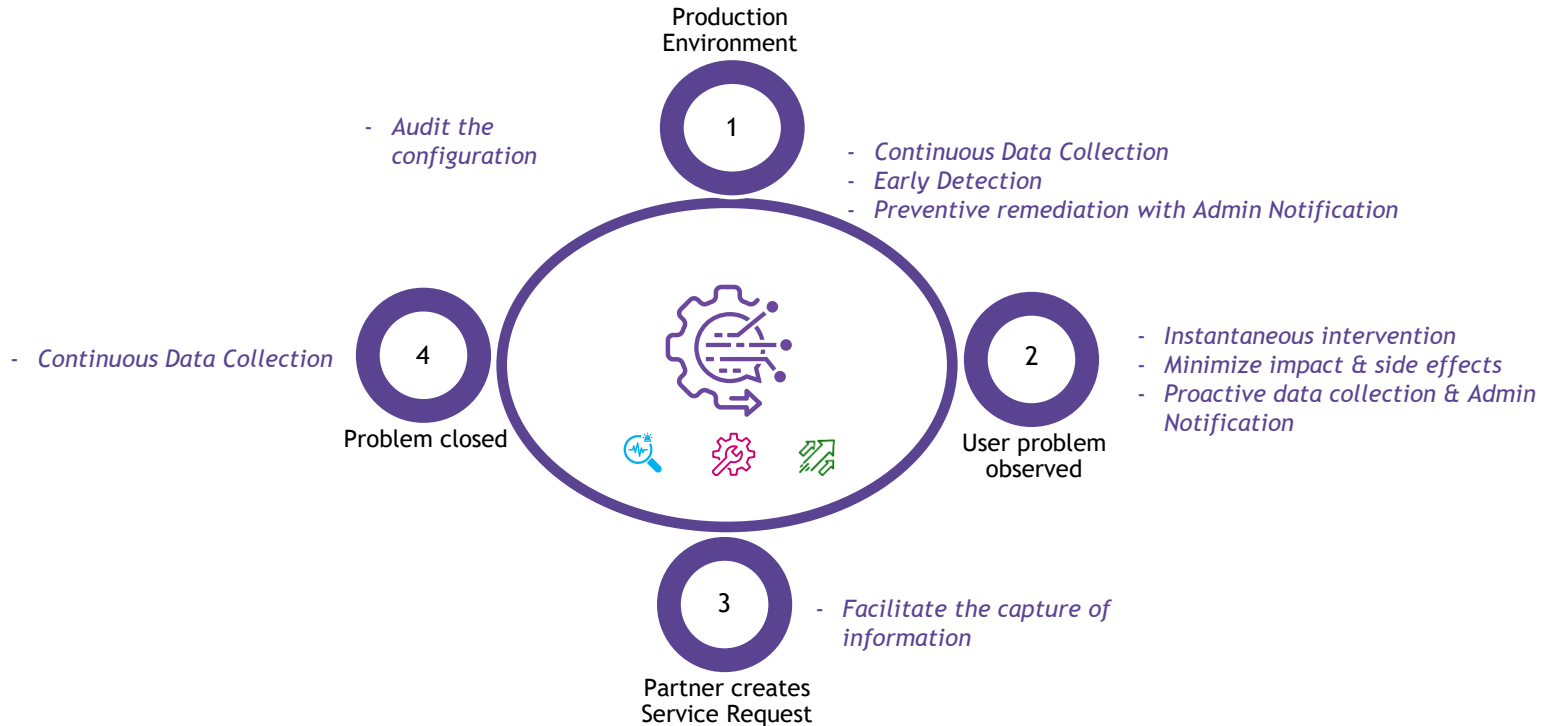 Production
Environment
1
- Audit the
configuration
- Continuous Data Collection
- Early Detection
- Preventive remediation with Admin Notification
4
Problem closed
- Continuous Data Collection
2
User problem
observed
- Instantaneous intervention
- Minimize impact & side effects
- Proactive data collection & Admin
Notification
3
Partner creates
Service Request
- Facilitate the capture of
information